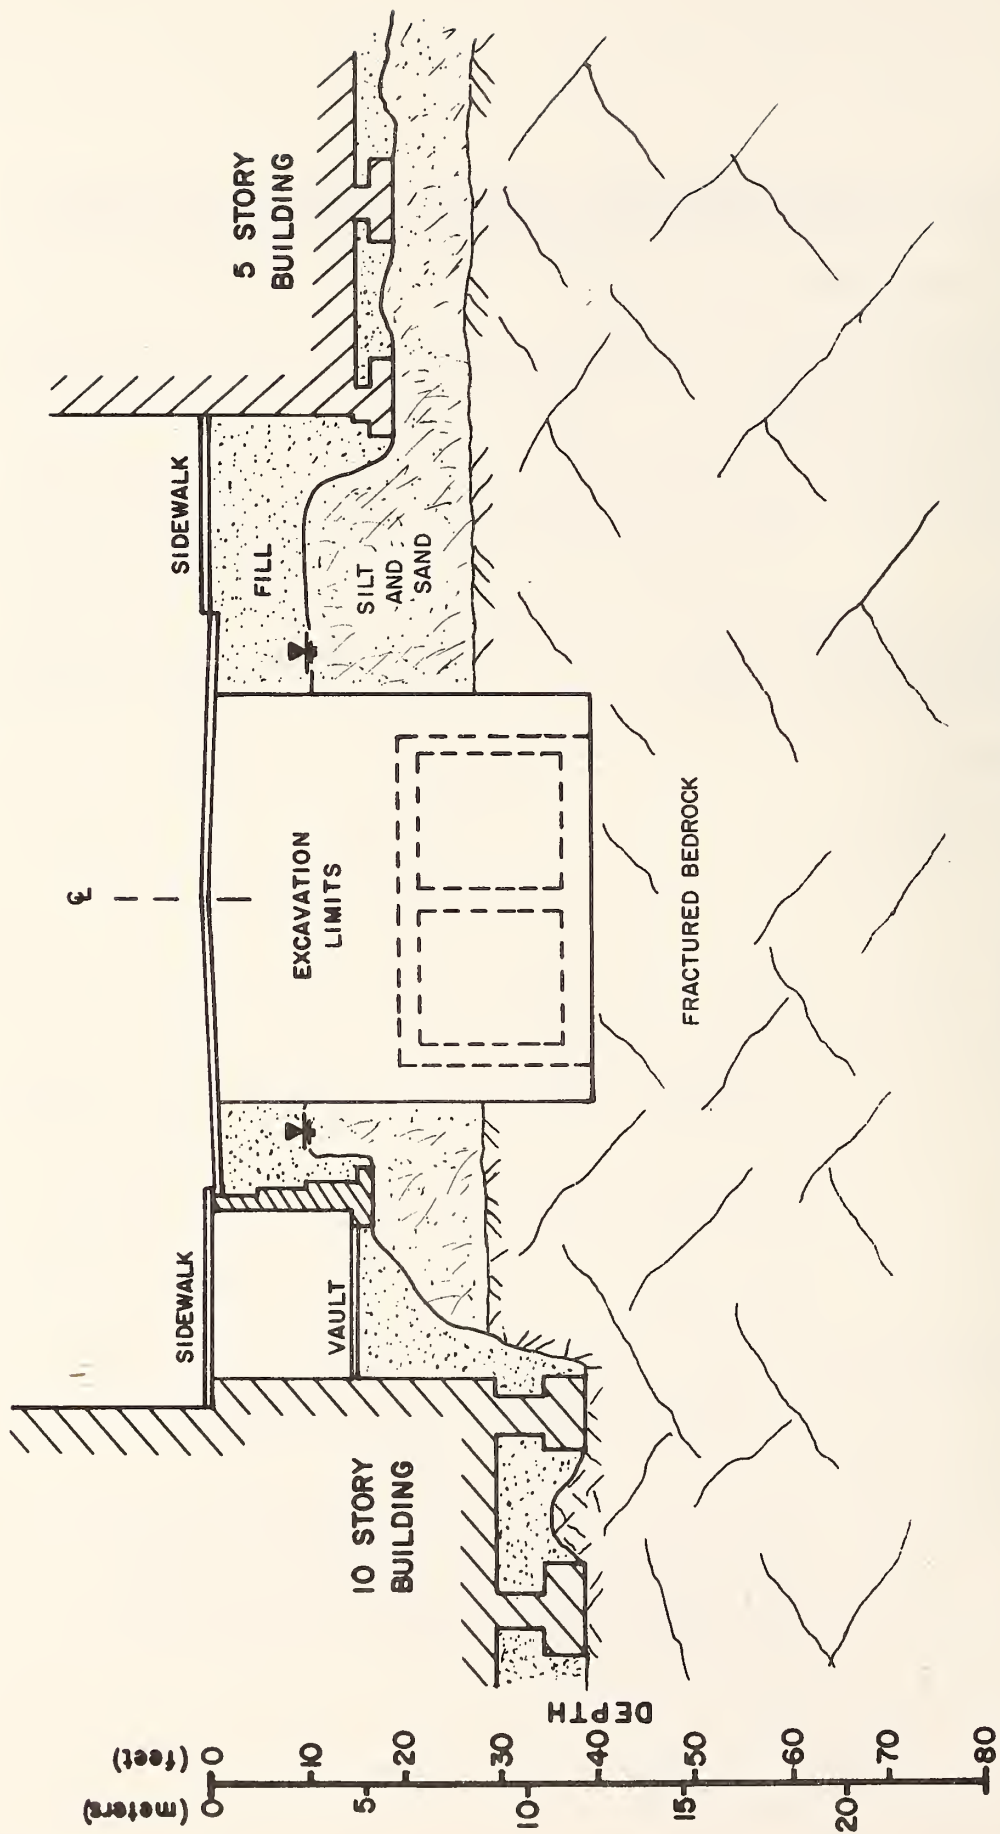 ℄
10 STORY
BUILDING
SIDEWALK
VAULT
EXCAVATION
LIMITS
SIDEWALK
FILL
SILT
AND
SAND
5 STORY
BUILDING
FRACTURED BEDROCK
DEPTH
(meters)
0
5
10
15
20
(feet)
0
10
20
30
40
50
60
70
80